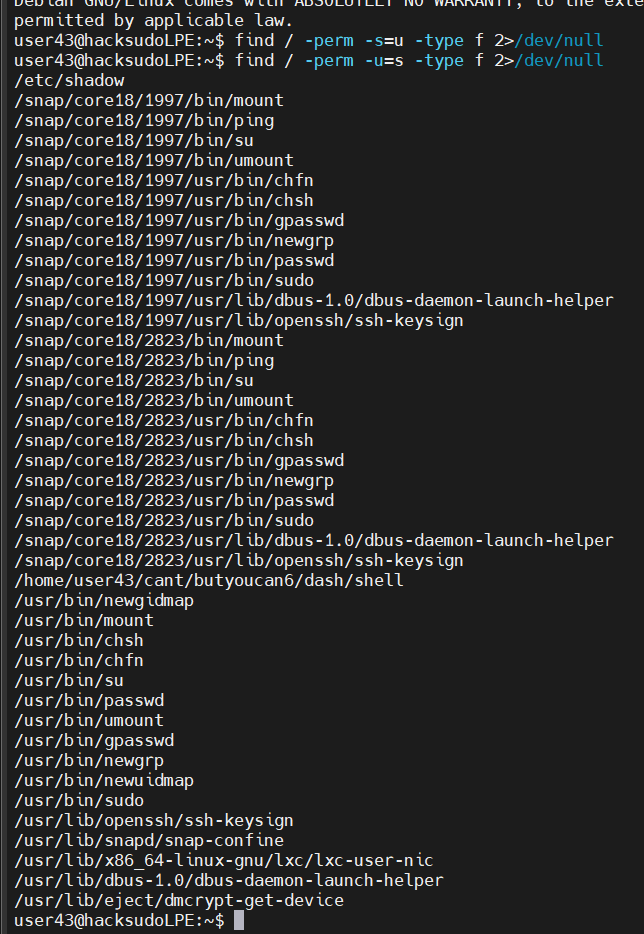 permitted by applicable law.
user43@hacksudoLPE:~$ find / -perm -s=u -type f 2>/dev/null
user43@hacksudoLPE:~$ find / -perm -u=s -type f 2>/dev/null
/etc/shadow
/snap/core18/1997/bin/mount
/snap/core18/1997/bin/ping
/snap/core18/1997/bin/su
/snap/core18/1997/bin/umount
/snap/core18/1997/usr/bin/chfn
/snap/core18/1997/usr/bin/chsh
/snap/core18/1997/usr/bin/gpasswd
/snap/core18/1997/usr/bin/newgrp
/snap/core18/1997/usr/bin/passwd
/snap/core18/1997/usr/bin/sudo
/snap/core18/1997/usr/lib/dbus-1.0/dbus-daemon-launch-helper
/snap/core18/1997/usr/lib/openssh/ssh-keysign
/snap/core18/2823/bin/mount
/snap/core18/2823/bin/ping
/snap/core18/2823/bin/su
/snap/core18/2823/bin/umount
/snap/core18/2823/usr/bin/chfn
/snap/core18/2823/usr/bin/chsh
/snap/core18/2823/usr/bin/gpasswd
/snap/core18/2823/usr/bin/newgrp
/snap/core18/2823/usr/bin/passwd
/snap/core18/2823/usr/bin/sudo
/snap/core18/2823/usr/lib/dbus-1.0/dbus-daemon-launch-helper
/snap/core18/2823/usr/lib/openssh/ssh-keysign
/home/user43/cant/butyoucan6/dash/shell
/usr/bin/newgidmap
/usr/bin/mount
/usr/bin/chsh
/usr/bin/chfn
/usr/bin/su
/usr/bin/passwd
/usr/bin/umount
/usr/bin/gpasswd
/usr/bin/newgrp
/usr/bin/newuidmap
/usr/bin/sudo
/usr/lib/openssh/ssh-keysign
/usr/lib/snapd/snap-confine
/usr/lib/x86_64-linux-gnu/lxc/lxc-user-nic
/usr/lib/dbus-1.0/dbus-daemon-launch-helper
/usr/lib/eject/dmcrypt-get-device
user43@hacksudoLPE:~$